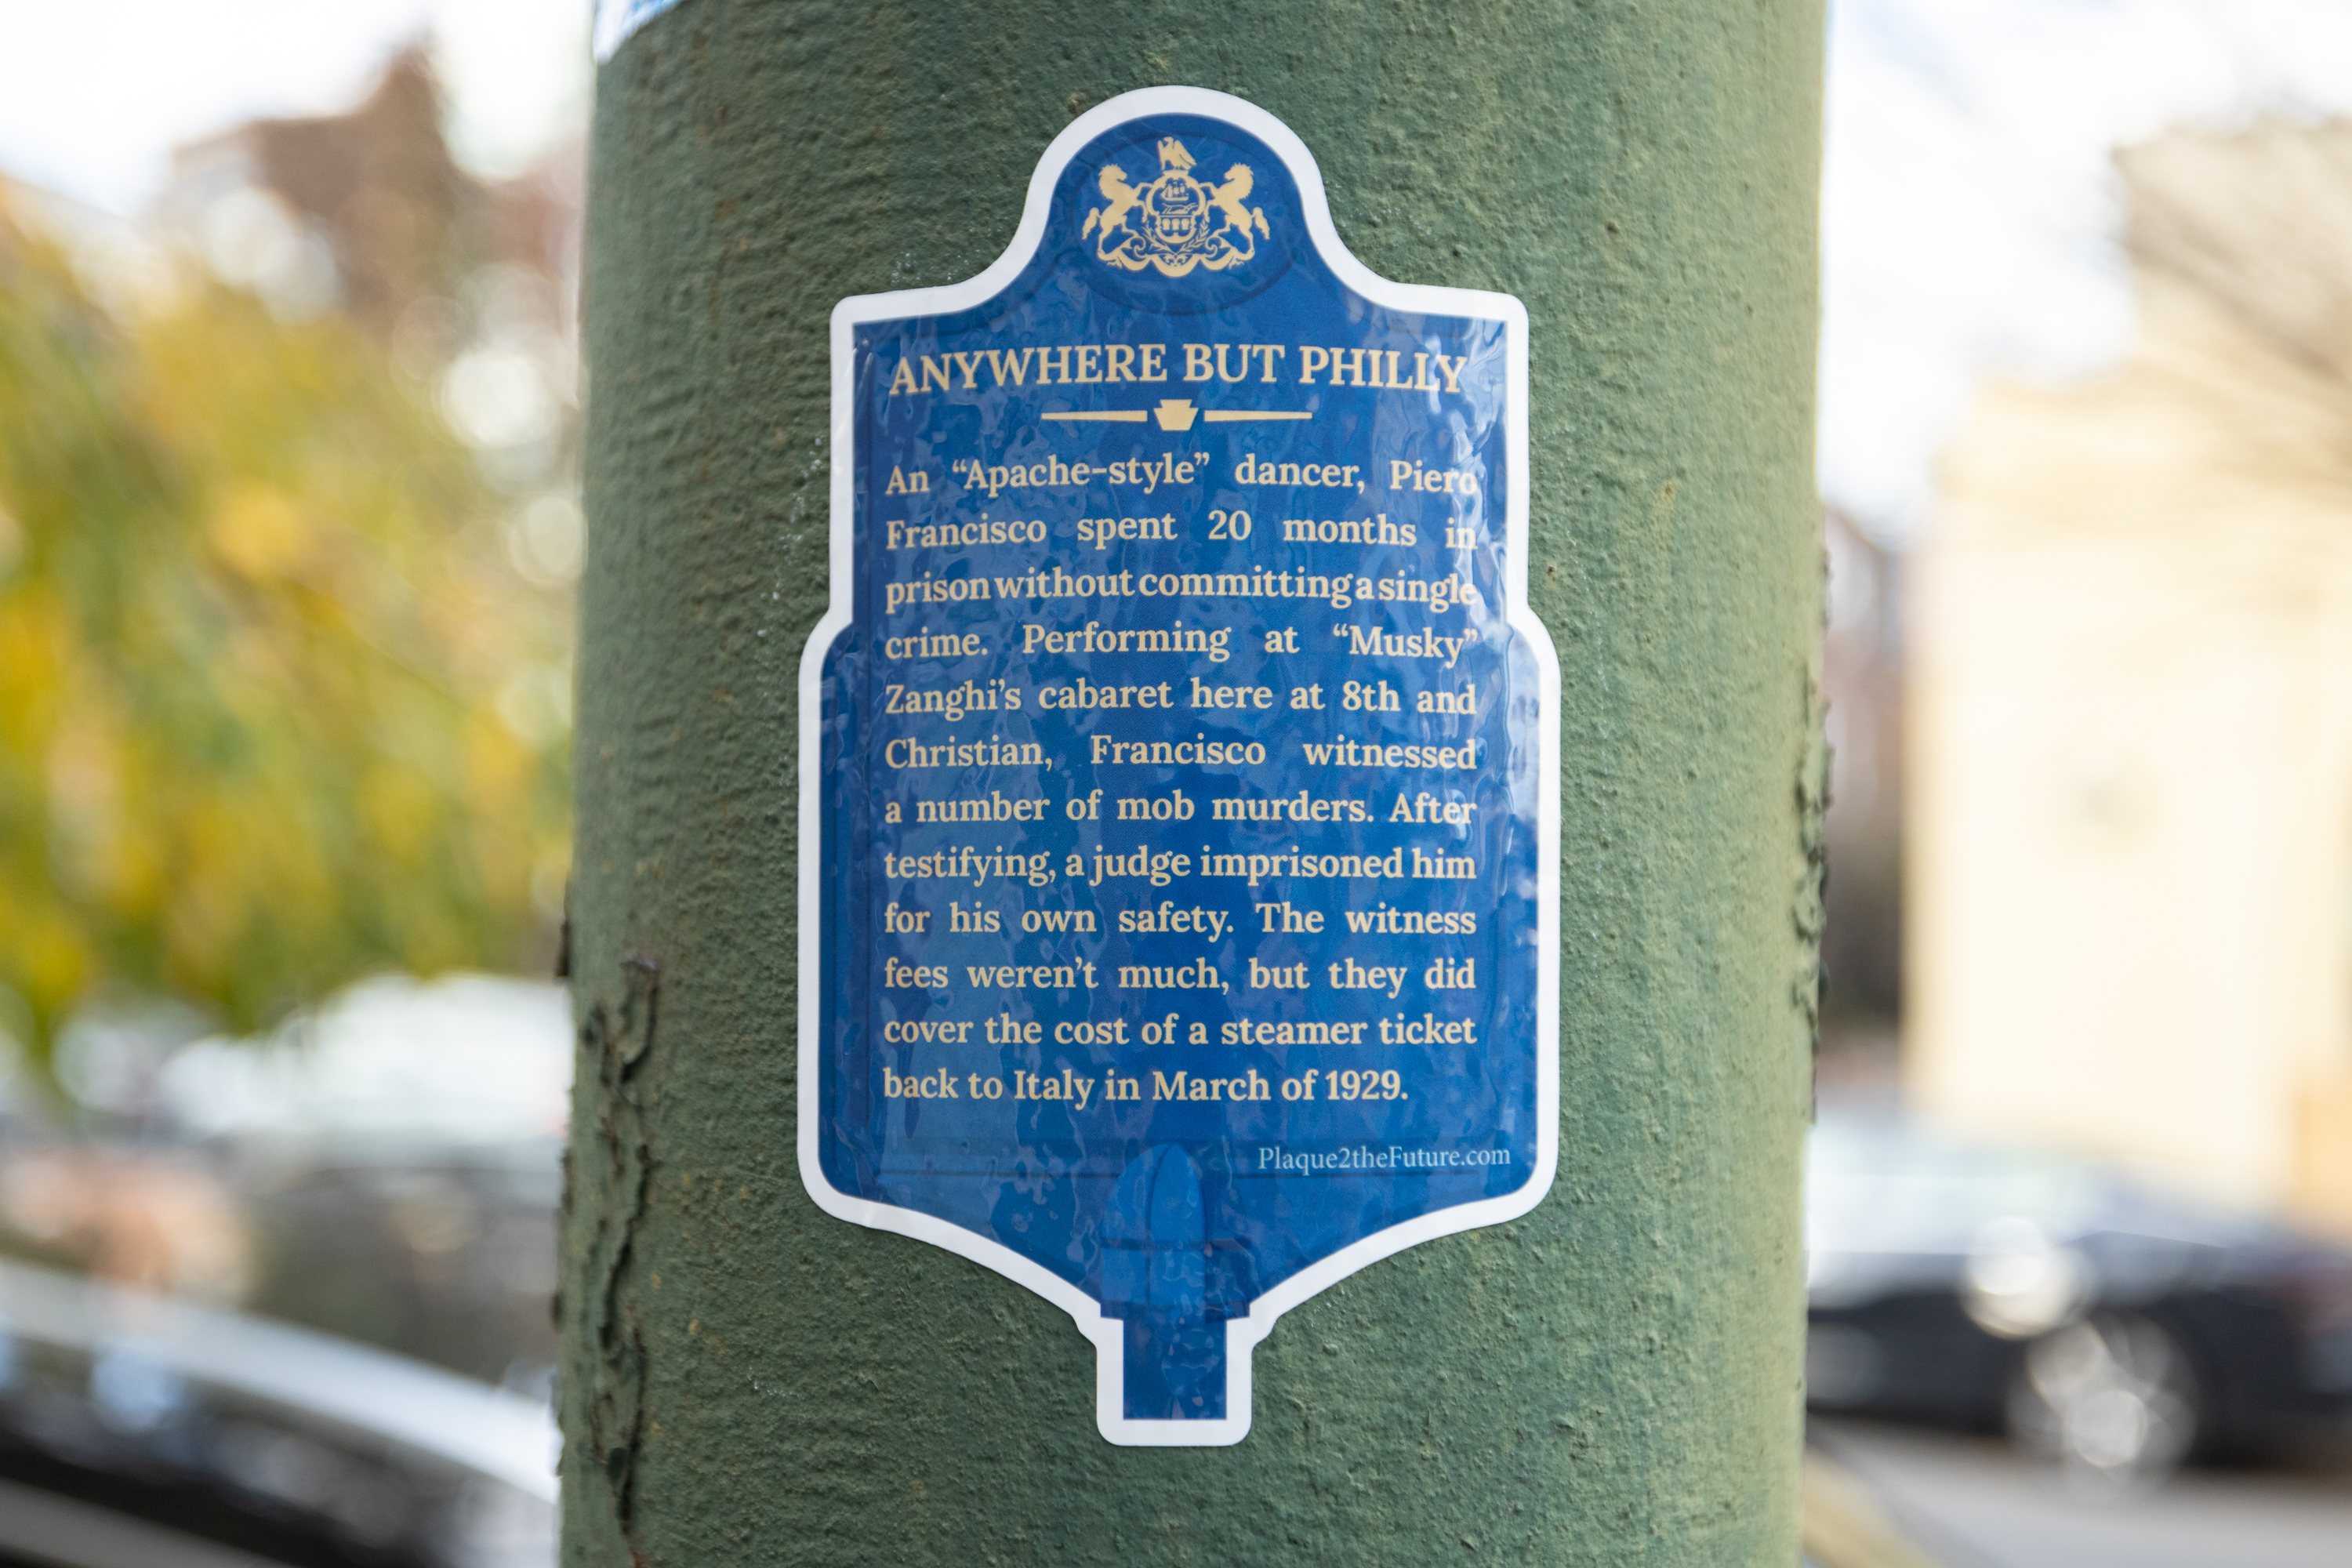 ANYWHERE BUT PHILLY
An “Apache-style” dancer, Piero
Francisco spent 20 months in
prison without committing a single
crime. Performing at “Musky”
Zanghi’s cabaret here at 8th and
Christian, Francisco witnessed
a number of mob murders. After
testifying, a judge imprisoned him
for his own safety. The witness
fees weren’t much, but they did
cover the cost of a steamer ticket
back to Italy in March of 1929.
Plaque2theFuture.com